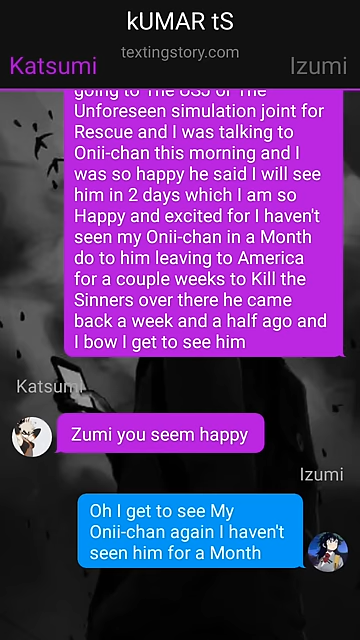 kUMAR tS
textingstory.com
Katsumi
Izumi
going to The USJ or The
Unforeseen simulation joint for
Rescue and I was talking to
Onii-chan this morning and I
was so happy he said I will see
him in 2 days which I am so
Happy and excited for I haven't
seen my Onii-chan in a Month
do to him leaving to America
for a couple weeks to Kill the
Sinners over there he came
back a week and a half ago and
I bow I get to see him
Katsumi
Zumi you seem happy
Izumi
Oh I get to see My
Onii-chan again I haven't
seen him for a Month